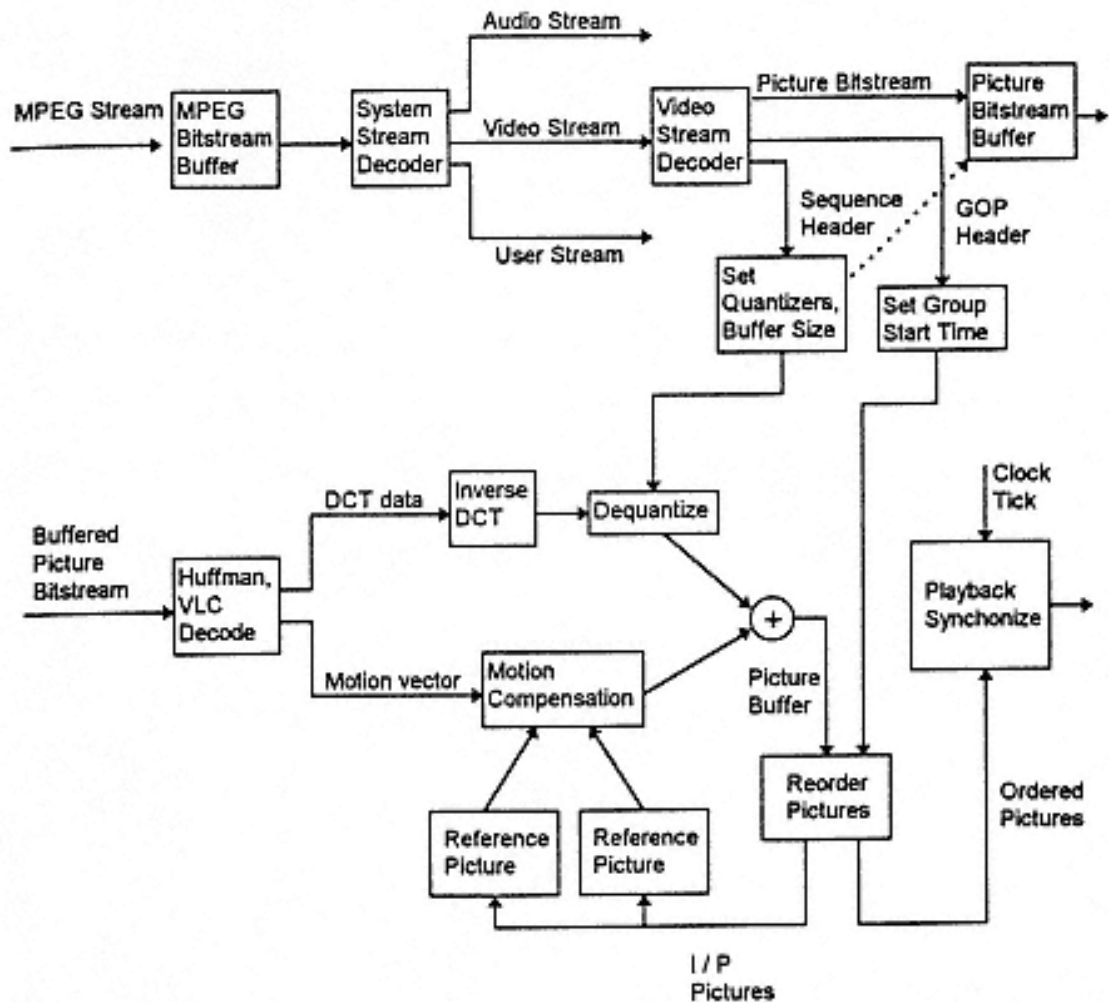 Audio Stream
MPEG Stream
MPEG
Bitstream
Buffer
System
Stream
Decoder
Video Stream
User Stream
Video
Stream
Decoder
Picture Bitstream
Picture
Bitstream
Buffer
Sequence
Header
GOP
Header
Set
Quantizers,
Buffer Size
Set Group
Start Time
Buffered
Picture
Bitstream
Huffman,
VLC
Decode
DCT data
Inverse
DCT
Dequantize
Motion vector
Motion
Compensation
+
Picture
Buffer
Clock
Tick
Playback
Synchonize
Reference
Picture
Reference
Picture
Reorder
Pictures
Ordered
Pictures
I / P
Pictures